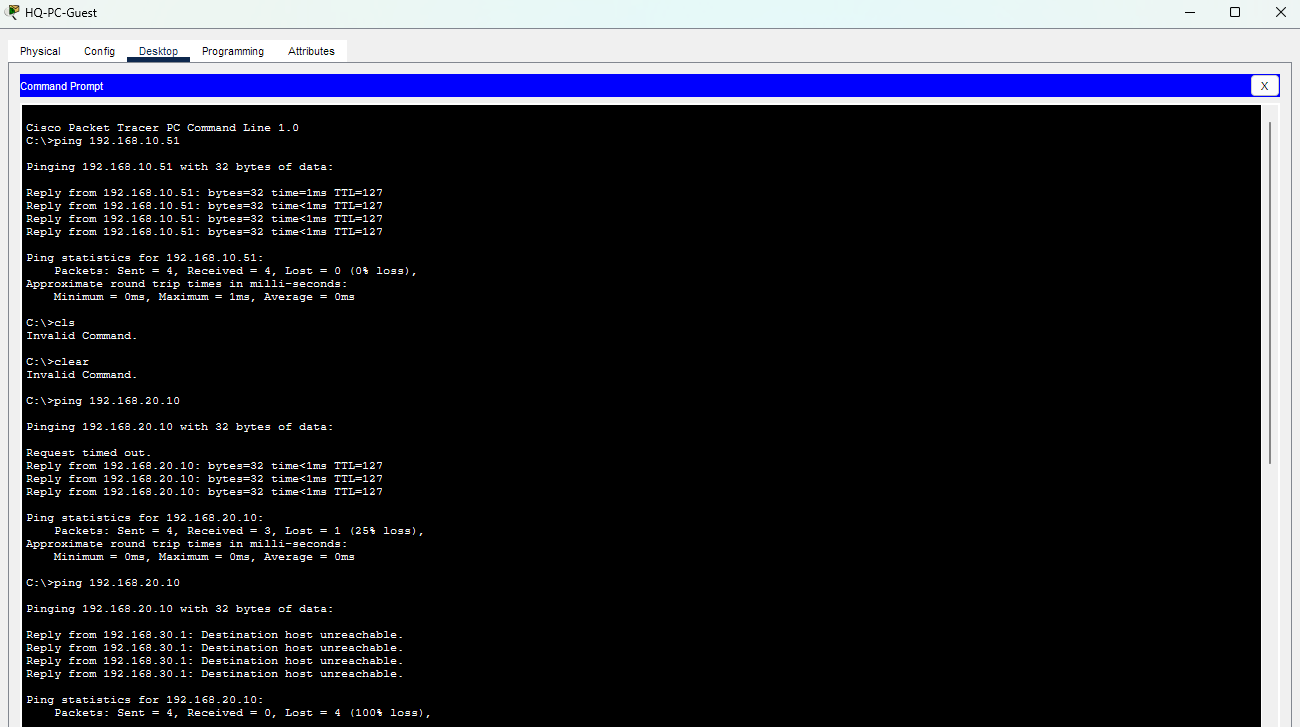 HQ-PC-Guest
Physical Config Desktop Programming Attributes
Command Prompt X
Cisco Packet Tracer PC Command Line 1.0
C:\>ping 192.168.10.51
Pinging 192.168.10.51 with 32 bytes of data:
Reply from 192.168.10.51: bytes=32 time=1ms TTL=127
Reply from 192.168.10.51: bytes=32 time<1ms TTL=127
Reply from 192.168.10.51: bytes=32 time<1ms TTL=127
Reply from 192.168.10.51: bytes=32 time<1ms TTL=127
Ping statistics for 192.168.10.51:
    Packets: Sent = 4, Received = 4, Lost = 0 (0% loss),
Approximate round trip times in milli-seconds:
    Minimum = 0ms, Maximum = 1ms, Average = 0ms
C:\>cls
Invalid Command.
C:\>clear
Invalid Command.
C:\>ping 192.168.20.10
Pinging 192.168.20.10 with 32 bytes of data:
Request timed out.
Reply from 192.168.20.10: bytes=32 time<1ms TTL=127
Reply from 192.168.20.10: bytes=32 time<1ms TTL=127
Reply from 192.168.20.10: bytes=32 time<1ms TTL=127
Ping statistics for 192.168.20.10:
    Packets: Sent = 4, Received = 3, Lost = 1 (25% loss),
Approximate round trip times in milli-seconds:
    Minimum = 0ms, Maximum = 0ms, Average = 0ms
C:\>ping 192.168.20.10
Pinging 192.168.20.10 with 32 bytes of data:
Reply from 192.168.30.1: Destination host unreachable.
Reply from 192.168.30.1: Destination host unreachable.
Reply from 192.168.30.1: Destination host unreachable.
Reply from 192.168.30.1: Destination host unreachable.
Ping statistics for 192.168.20.10:
    Packets: Sent = 4, Received = 0, Lost = 4 (100% loss),